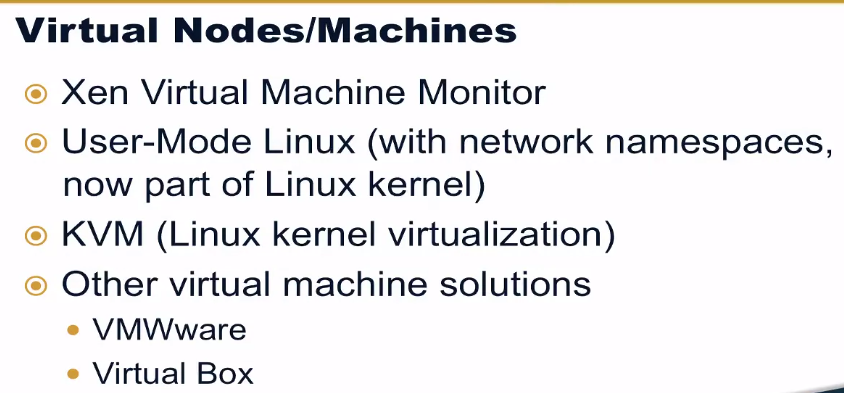 Virtual Nodes/Machines
Xen Virtual Machine Monitor
User-Mode Linux (with network namespaces,
now part of Linux kernel)
KVM (Linux kernel virtualization)
Other virtual machine solutions
VMWware
Virtual Box